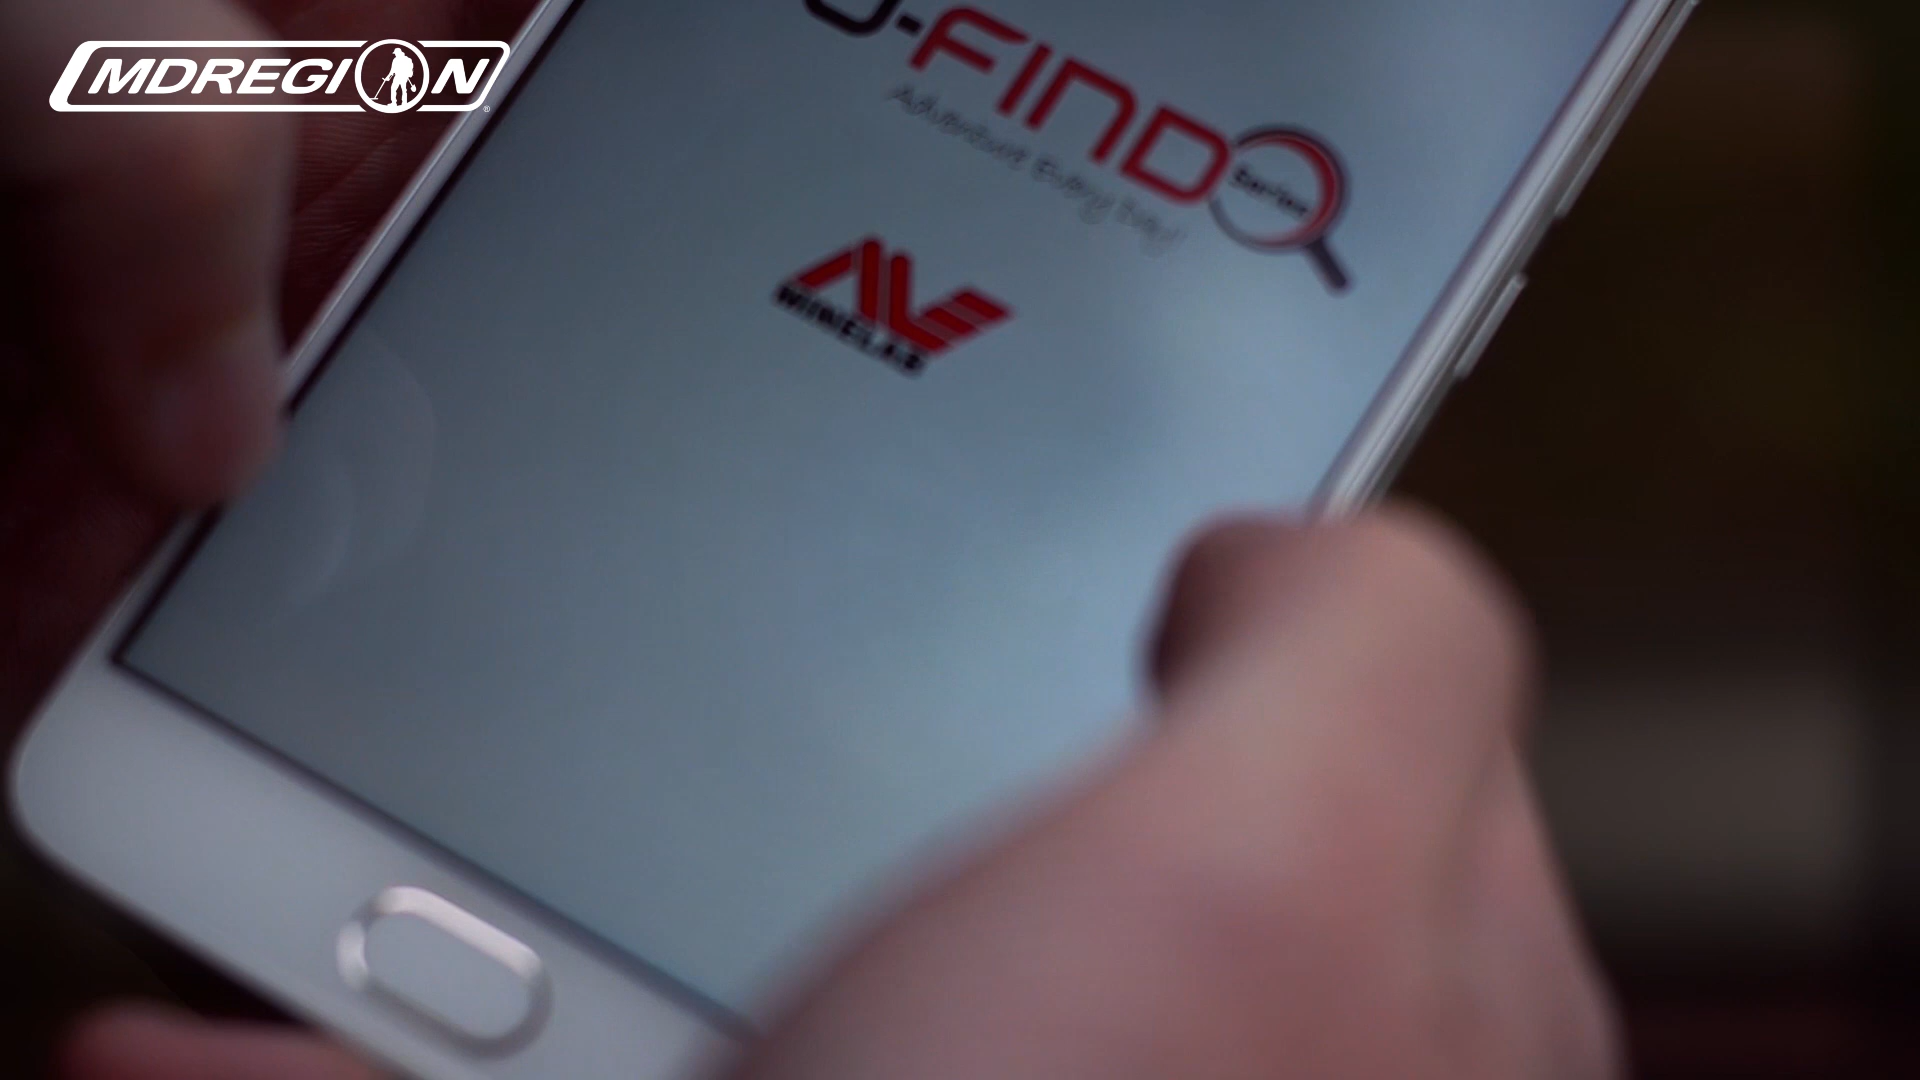 MDREGION
®
O-FIND
Series
Adventure Every Day!
MINELAB